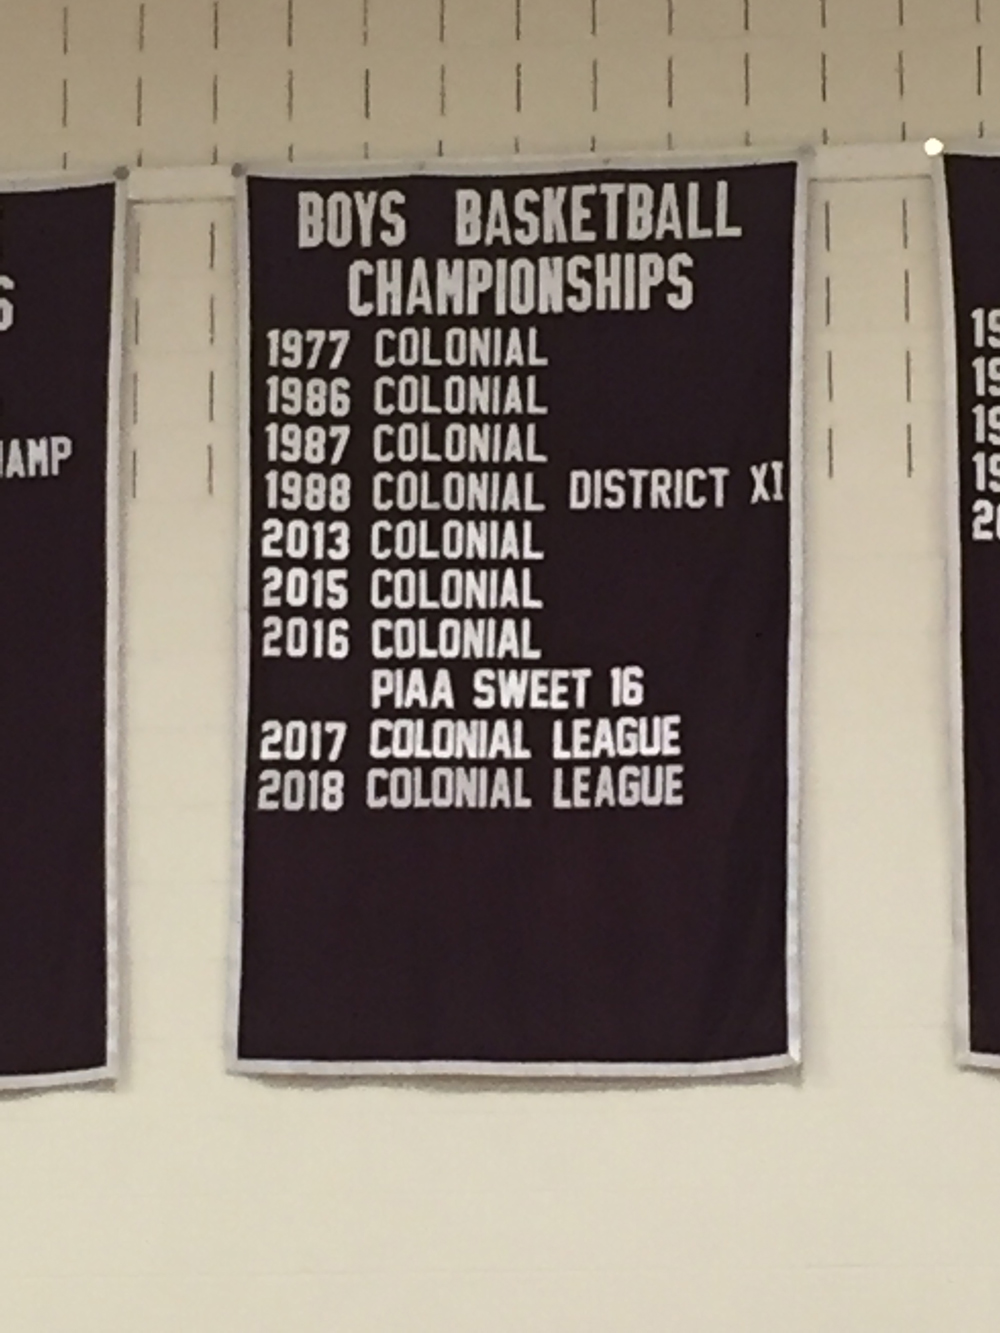 BOYS BASKETBALL
CHAMPIONSHIPS
1977 COLONIAL
1986 COLONIAL
1987 COLONIAL
1988 COLONIAL DISTRICT XI
2013 COLONIAL
2015 COLONIAL
2016 COLONIAL
PIAA SWEET 16
2017 COLONIAL LEAGUE
2018 COLONIAL LEAGUE